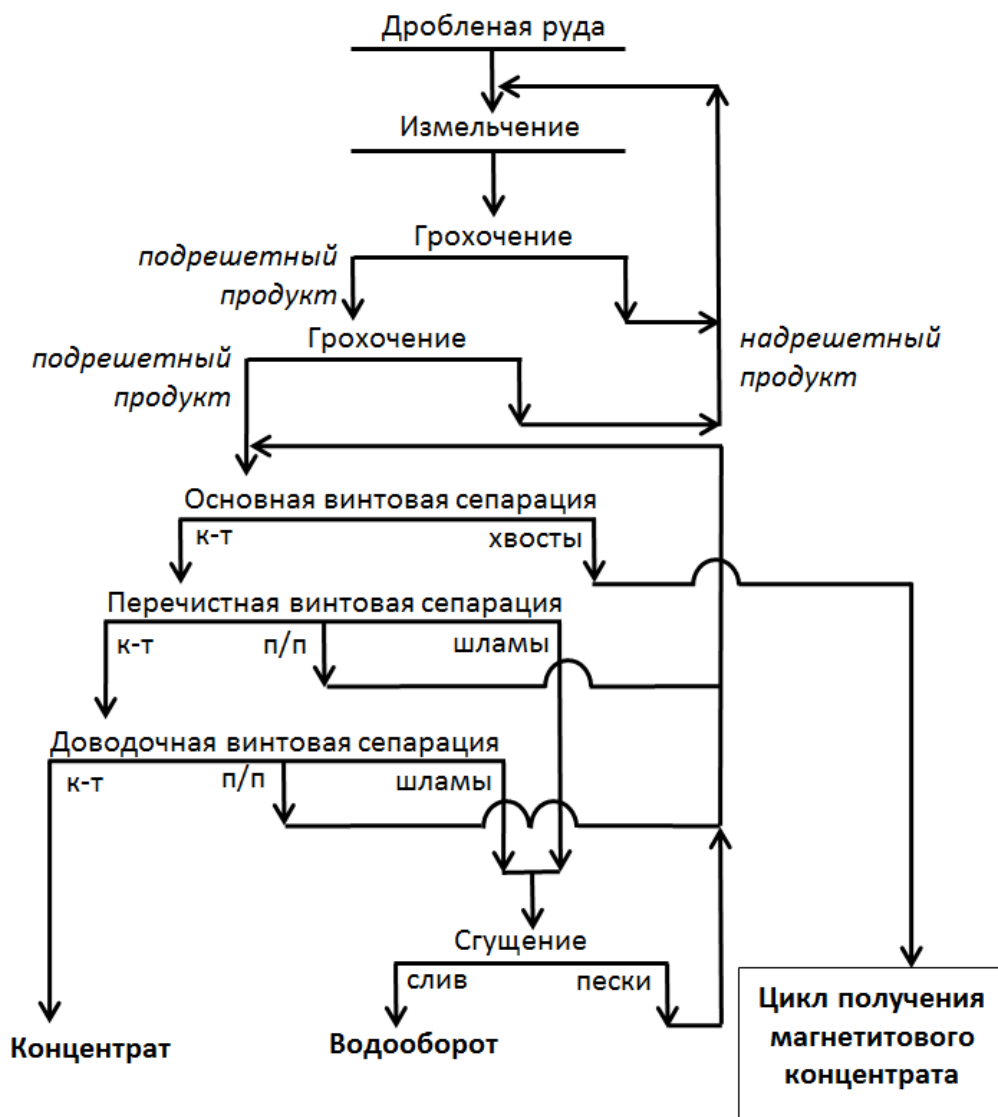 Дробленая руда
Измельчение
Грохочение
подрешетный
продукт
Грохочение
подрешетный
продукт
надрешетный
продукт
Основная винтовая сепарация
к-т
хвосты
Перечистная винтовая сепарация
к-т
п/п
шламы
Доводочная винтовая сепарация
к-т
п/п
шламы
Сгущение
слив
пески
Концентрат
Водооборот
Цикл получения
магнетитового
концентрата